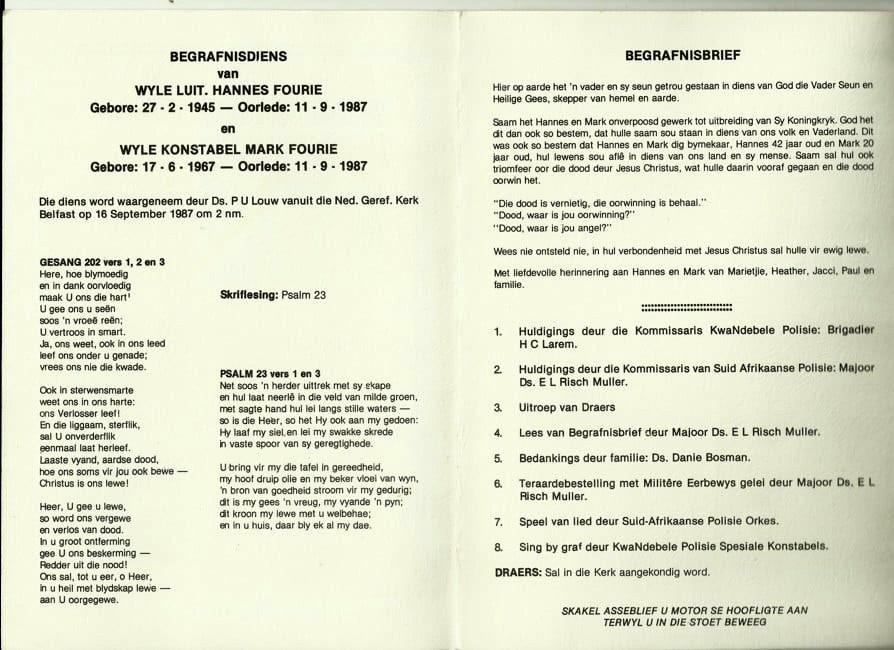 BEGRAFNISDIENS
van
WYLE LUIT. HANNES FOURIE
Gebore: 27 - 2 - 1945 — Oorlede: 11 - 9 - 1987
en
WYLE KONSTABEL MARK FOURIE
Gebore: 17 - 6 - 1967 — Oorlede: 11 - 9 - 1987
Die diens word waargeneem deur Ds. P U Louw vanuit die Ned. Geref. Kerk
Belfast op 16 September 1987 om 2 nm.
GESANG 202 vers 1, 2 en 3
Here, hoe blymoedig
en in dank oorvloedig
maak U ons die hart!
U gee ons u seën
soos 'n vroeë reën;
U vertroos in smart.
Ja, ons weet, ook in ons leed
leef ons onder u genade;
vrees ons nie die kwade.
Ook in sterwensmarte
weet ons in ons harte:
ons Verlosser leef!
En die liggaam, sterflik,
sal U onverderflik
eenmaal laat herleef.
Laaste vyand, aardse dood,
hoe ons soms vir jou ook bewe —
Christus is ons lewe!
Heer, U gee u lewe,
so word ons vergewe
en verlos van dood.
In u groot ontferming
gee U ons beskerming —
Redder uit die nood!
Ons sal, tot u eer, o Heer,
in u heil met blydskap lewe —
aan U oorgegewe.
Skriflesing: Psalm 23
PSALM 23 vers 1 en 3
Net soos 'n herder uittrek met sy skape
en hul laat neerlê in die veld van milde groen,
met sagte hand hul lei langs stille waters —
so is die Heer, so het Hy ook aan my gedoen:
Hy laaf my siel, en lei my swakke skrede
in vaste spoor van sy geregtighede.
U bring vir my die tafel in gereedheid,
my hoof druip olie en my beker vloei van wyn,
'n bron van goedheid stroom vir my gedurig;
dit is my gees 'n vreug, my vyande 'n pyn;
dit kroon my lewe met u welbehae;
en in u huis, daar bly ek al my dae.
BEGRAFNISBRIEF
Hier op aarde het 'n vader en sy seun getrou gestaan in diens van God die Vader Seun en
Heilige Gees, skepper van hemel en aarde.
Saam het Hannes en Mark onverpoosd gewerk tot uitbreiding van Sy Koningkryk. God het
dit dan ook so bestem, dat hulle saam sou staan in diens van ons volk en Vaderland. Dit
was ook so bestem dat Hannes en Mark dig bymekaar, Hannes 42 jaar oud en Mark 20
jaar oud, hul lewens sou aflê in diens van ons land en sy mense. Saam sal hul ook
triomfeer oor die dood deur Jesus Christus, wat hulle daarin vooraf gegaan en die dood
oorwin het.
"Die dood is vernietig, die oorwinning is behaal."
"Dood, waar is jou oorwinning?"
"Dood, waar is jou angel?"
Wees nie ontsteld nie, in hul verbondenheid met Jesus Christus sal hulle vir ewig lewe.
Met liefdevolle herinnering aan Hannes en Mark van Marietjie, Heather, Jacci, Paul en
familie.
1. Huldigings deur die Kommissaris KwaNdebele Polisie: Brigadier
H C Larem.
2. Huldigings deur die Kommissaris van Suid Afrikaanse Polisie: Majoor
Ds. E L Risch Muller.
3. Uitroep van Draers
4. Lees van Begrafnisbrief deur Majoor Ds. E L Risch Muller.
5. Bedankings deur familie: Ds. Danie Bosman.
6. Teraardebestelling met Militêre Eerbewys gelei deur Majoor Ds. E L
Risch Muller.
7. Speel van lied deur Suid-Afrikaanse Polisie Orkes.
8. Sing by graf deur KwaNdebele Polisie Spesiale Konstabels.
DRAERS: Sal in die Kerk aangekondig word.
SKAKEL ASSEBLIEF U MOTOR SE HOOFLIGTE AAN
TERWYL U IN DIE STOET BEWEEG